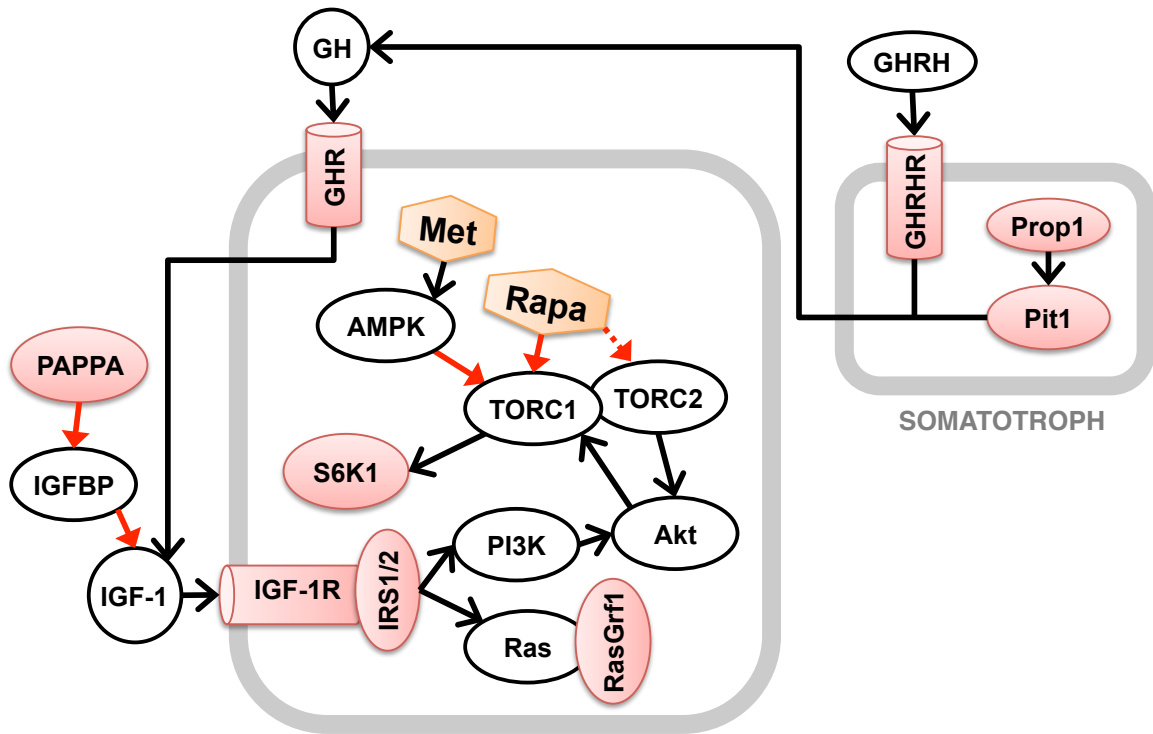 GH
GHRH
GHR
GHRHR
Prop1
Met
Rapa
AMPK
Pit1
PAPPA
TORC1
TORC2
SOMATOTROPH
S6K1
IGFBP
PI3K
Akt
IGF-1
IGF-1R
IRS1/2
Ras
RasGrf1